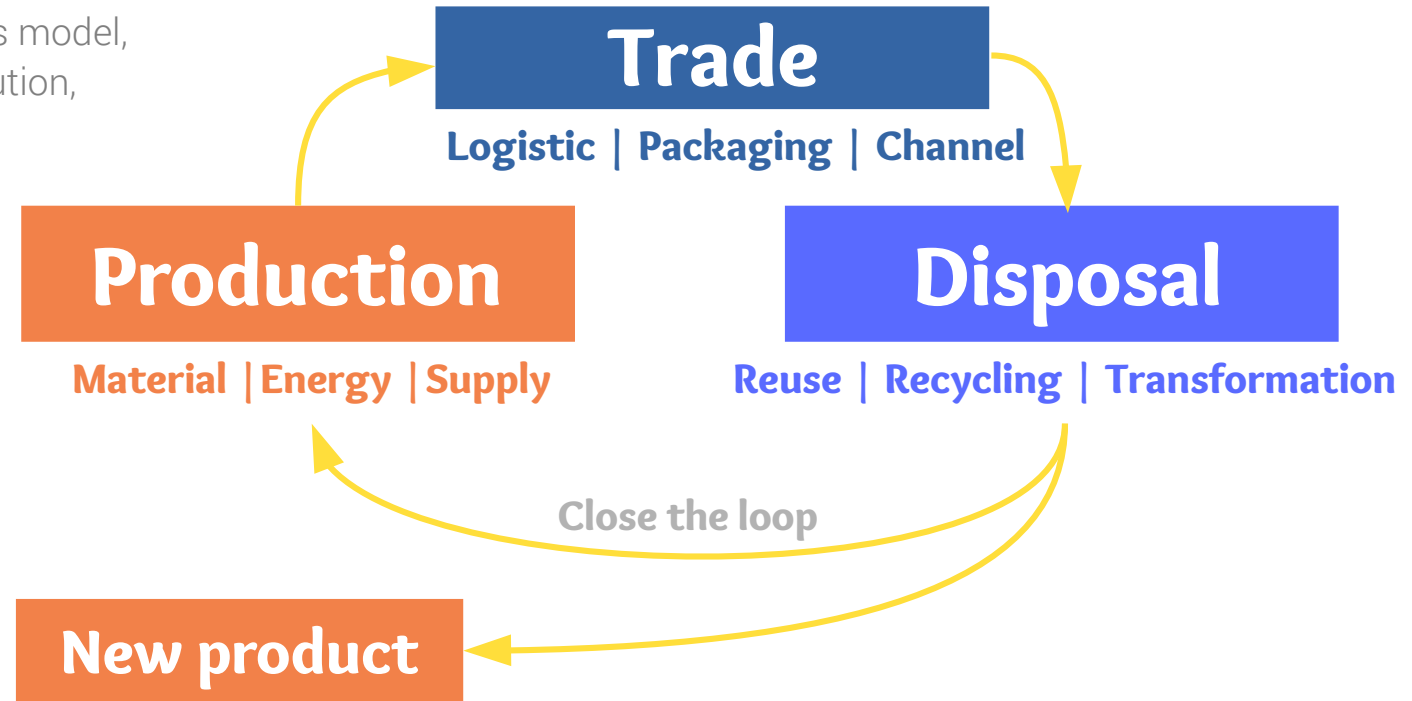 s model,
ution,
Trade
Logistic | Packaging | Channel
Production
Material | Energy | Supply
Disposal
Reuse | Recycling | Transformation
Close the loop
New product